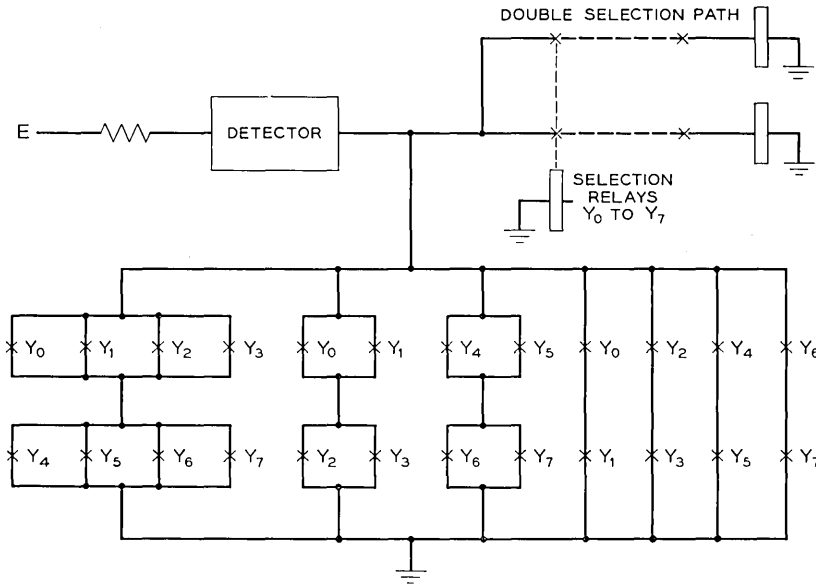 DOUBLE SELECTION PATH
E
DETECTOR
SELECTION
RELAYS
Y₀ TO Y₇
Y₀ Y₁ Y₂ Y₃ Y₀ Y₁ Y₄ Y₅ Y₀ Y₂ Y₄ Y₆
Y₄ Y₅ Y₆ Y₇ Y₂ Y₃ Y₆ Y₇ Y₁ Y₃ Y₅ Y₇